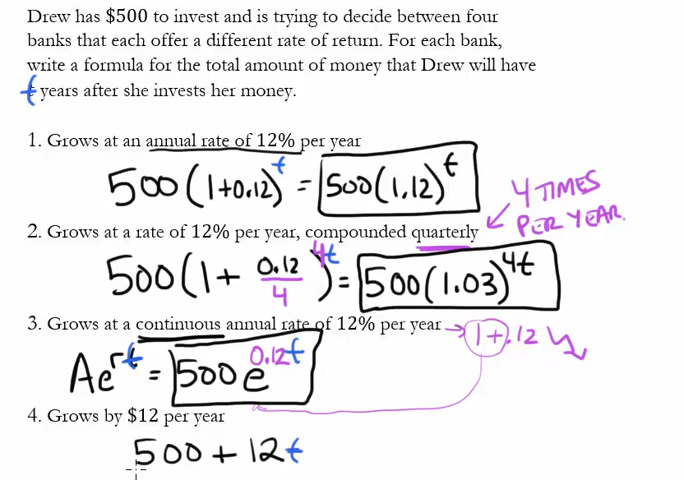 Drew has $500 to invest and is trying to decide between four
banks that each offer a different rate of return. For each bank,
write a formula for the total amount of money that Drew will have
t years after she invests her money.
1. Grows at an annual rate of 12% per year
500(1+0.12)^t = 500(1.12)^t
4 TIMES
PER YEAR.
2. Grows at a rate of 12% per year, compounded quarterly
500(1 + 0.12/4)^4t = 500(1.03)^4t
3. Grows at a continuous annual rate of 12% per year → 1+.12
Ae^rt = 500e^0.12t
4. Grows by $12 per year
500 + 12t